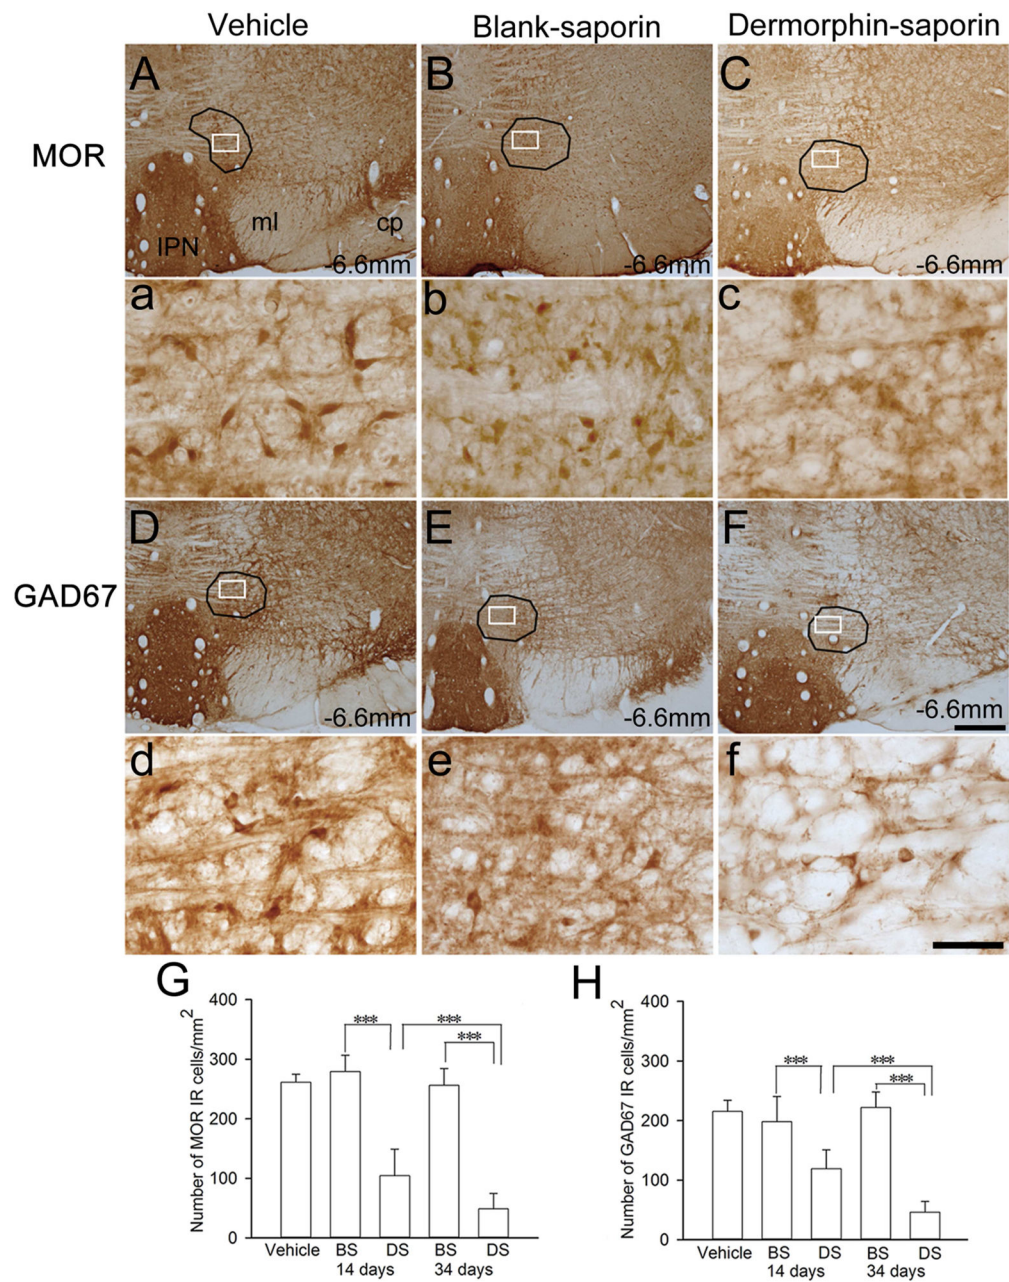 Vehicle Blank-saporin Dermorphin-saporin
MOR
A B C
IPN ml cp
-6.6mm -6.6mm -6.6mm
a b c
GAD67
D E F
-6.6mm -6.6mm -6.6mm
d e f
G
Number of MOR IR cells/mm2
400
300
200
100
0
*** *** ***
Vehicle BS DS BS DS
14 days 34 days
H
Number of GAD67 IR cells/mm2
400
300
200
100
0
*** *** ***
Vehicle BS DS BS DS
14 days 34 days